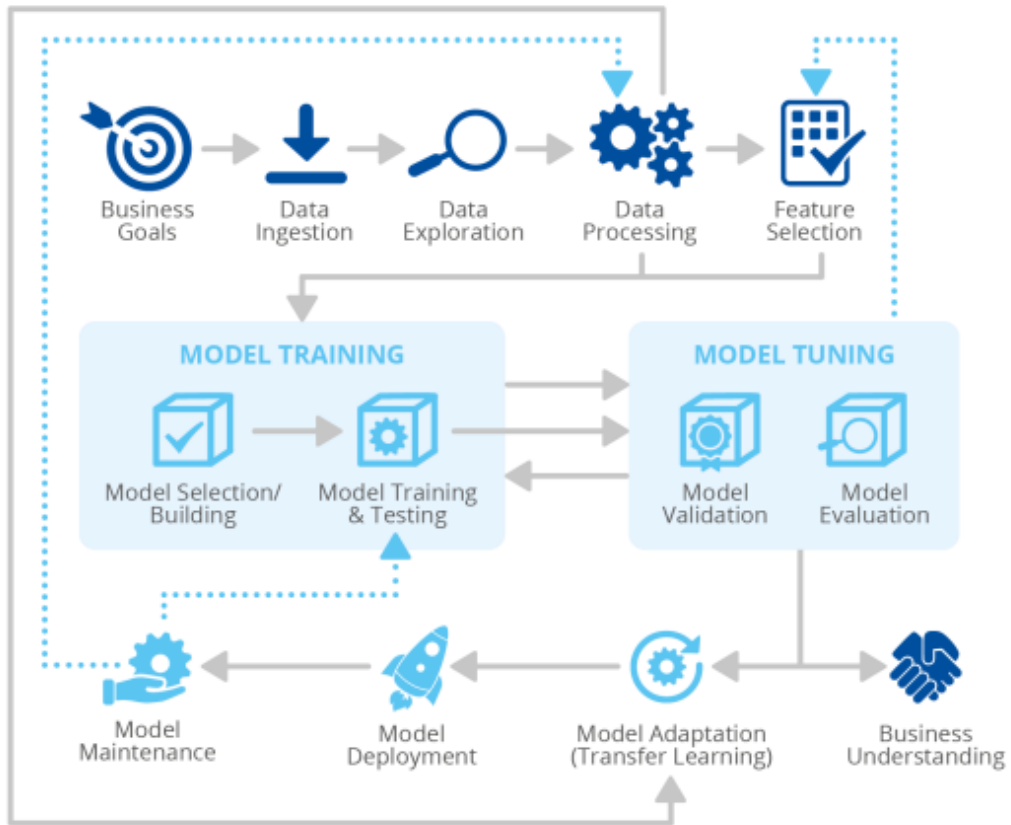 Business
Goals
Data
Ingestion
Data
Exploration
Data
Processing
Feature
Selection
MODEL TRAINING
Model Selection/
Building
Model Training
& Testing
MODEL TUNING
Model
Validation
Model
Evaluation
Model
Maintenance
Model
Deployment
Model Adaptation
(Transfer Learning)
Business
Understanding